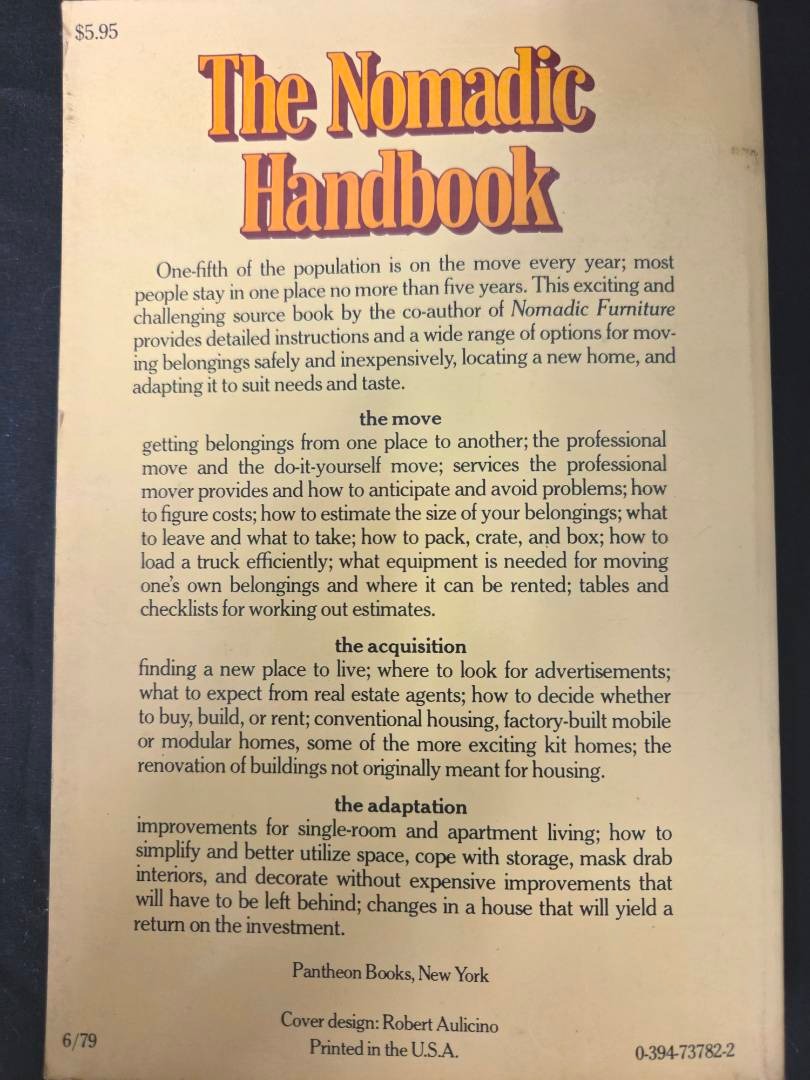 $5.95
The Nomadic
Handbook
One-fifth of the population is on the move every year; most
people stay in one place no more than five years. This exciting and
challenging source book by the co-author of Nomadic Furniture
provides detailed instructions and a wide range of options for mov-
ing belongings safely and inexpensively, locating a new home, and
adapting it to suit needs and taste.
the move
getting belongings from one place to another; the professional
move and the do-it-yourself move; services the professional
mover provides and how to anticipate and avoid problems; how
to figure costs; how to estimate the size of your belongings; what
to leave and what to take; how to pack, crate, and box; how to
load a truck efficiently; what equipment is needed for moving
one's own belongings and where it can be rented; tables and
checklists for working out estimates.
the acquisition
finding a new place to live; where to look for advertisements;
what to expect from real estate agents; how to decide whether
to buy, build, or rent; conventional housing, factory-built mobile
or modular homes, some of the more exciting kit homes; the
renovation of buildings not originally meant for housing.
the adaptation
improvements for single-room and apartment living; how to
simplify and better utilize space, cope with storage, mask drab
interiors, and decorate without expensive improvements that
will have to be left behind; changes in a house that will yield a
return on the investment.
Pantheon Books, New York
Cover design: Robert Aulicino
Printed in the U.S.A.
6/79
0-394-73782-2